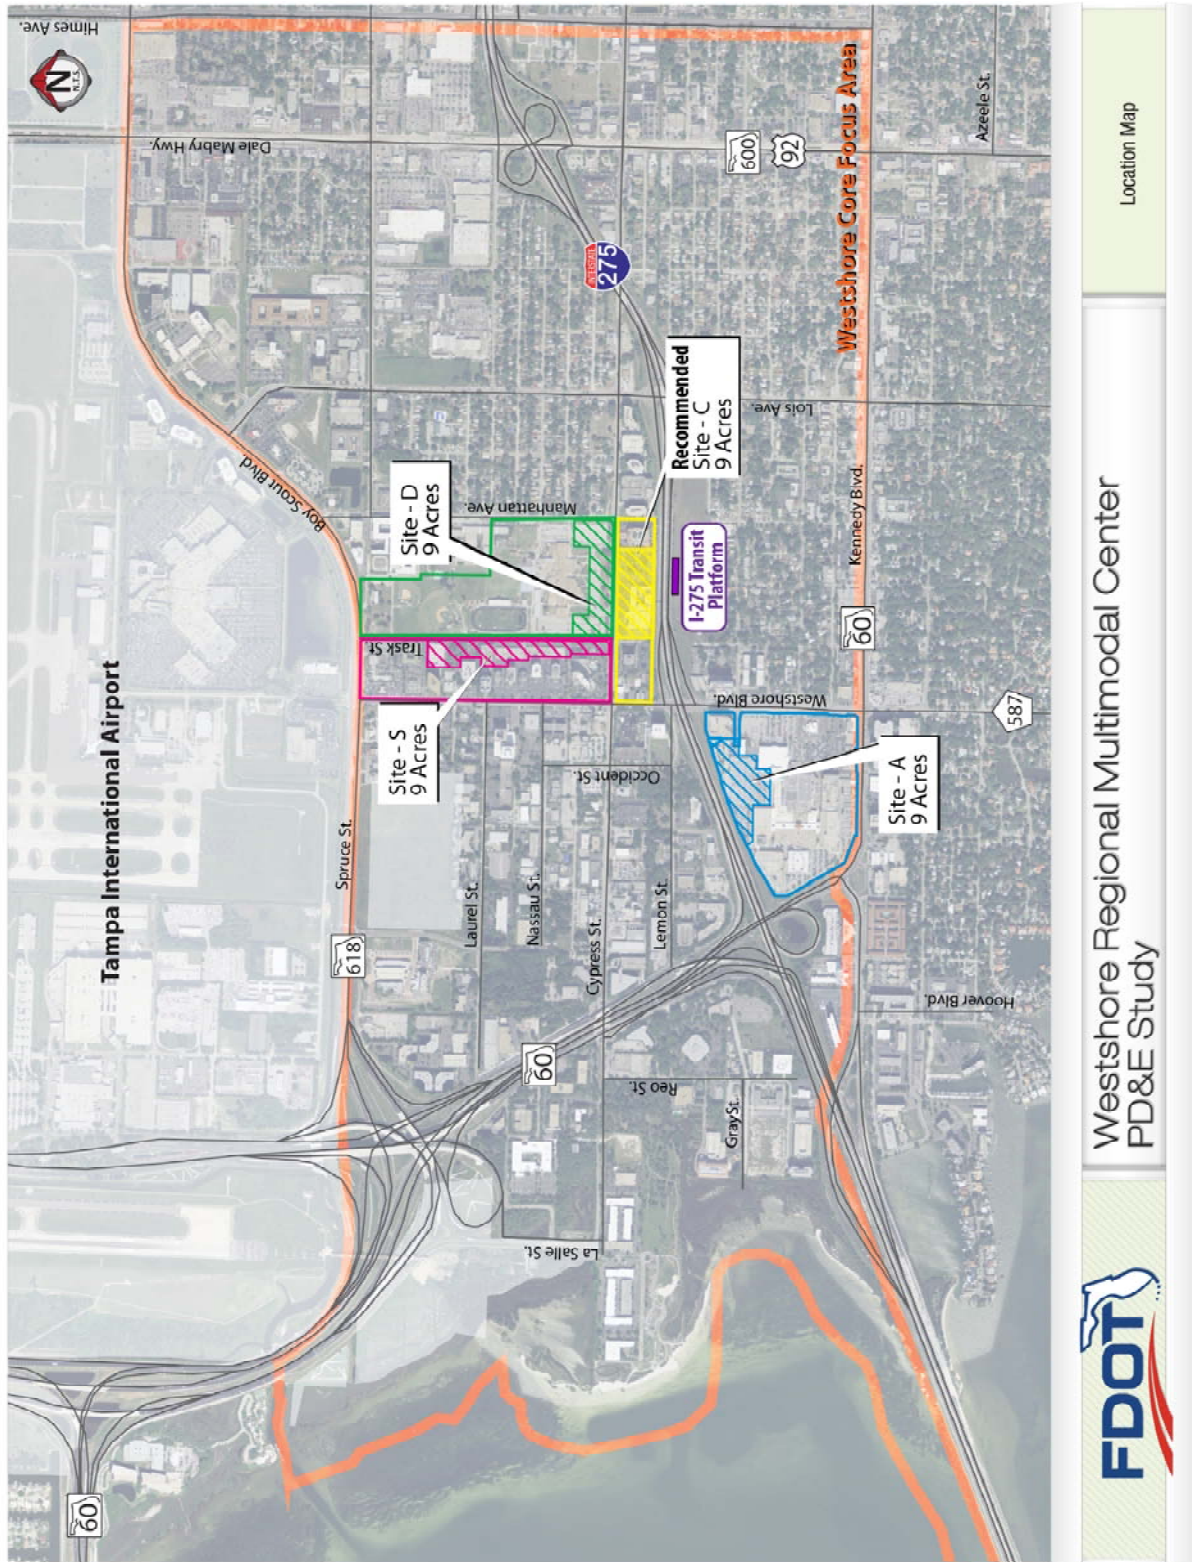 Himes Ave.
N
N.T.S.
Dale Mabry Hwy.
600
92
Azeele St.
Westshore Core Focus Area
INTERSTATE
275
Tampa International Airport
Boy Scout Blvd.
Lois Ave.
Recommended
Site - C
9 Acres
Site - D
9 Acres
Manhattan Ave.
I-275 Transit
Platform
Kennedy Blvd.
60
Trask St
Site - S
9 Acres
Westshore Blvd.
587
Occident St.
Site - A
9 Acres
Spruce St.
618
Laurel St.
Nassau St.
Cypress St.
Lemon St.
Hoover Blvd.
60
Reo St.
Gray St.
La Salle St.
60
FDOT
Westshore Regional Multimodal Center
PD&E Study
Location Map